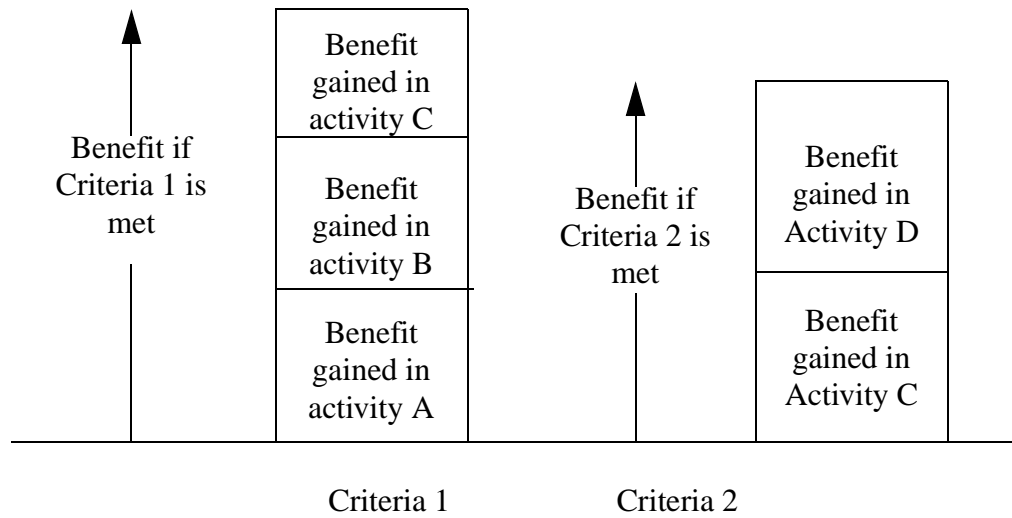 Benefit
gained in
activity C
Benefit if
Criteria 1 is
met
Benefit
gained in
activity B
Benefit
gained in
activity A
Benefit if
Criteria 2 is
met
Benefit
gained in
Activity D
Benefit
gained in
Activity C
Criteria 1
Criteria 2